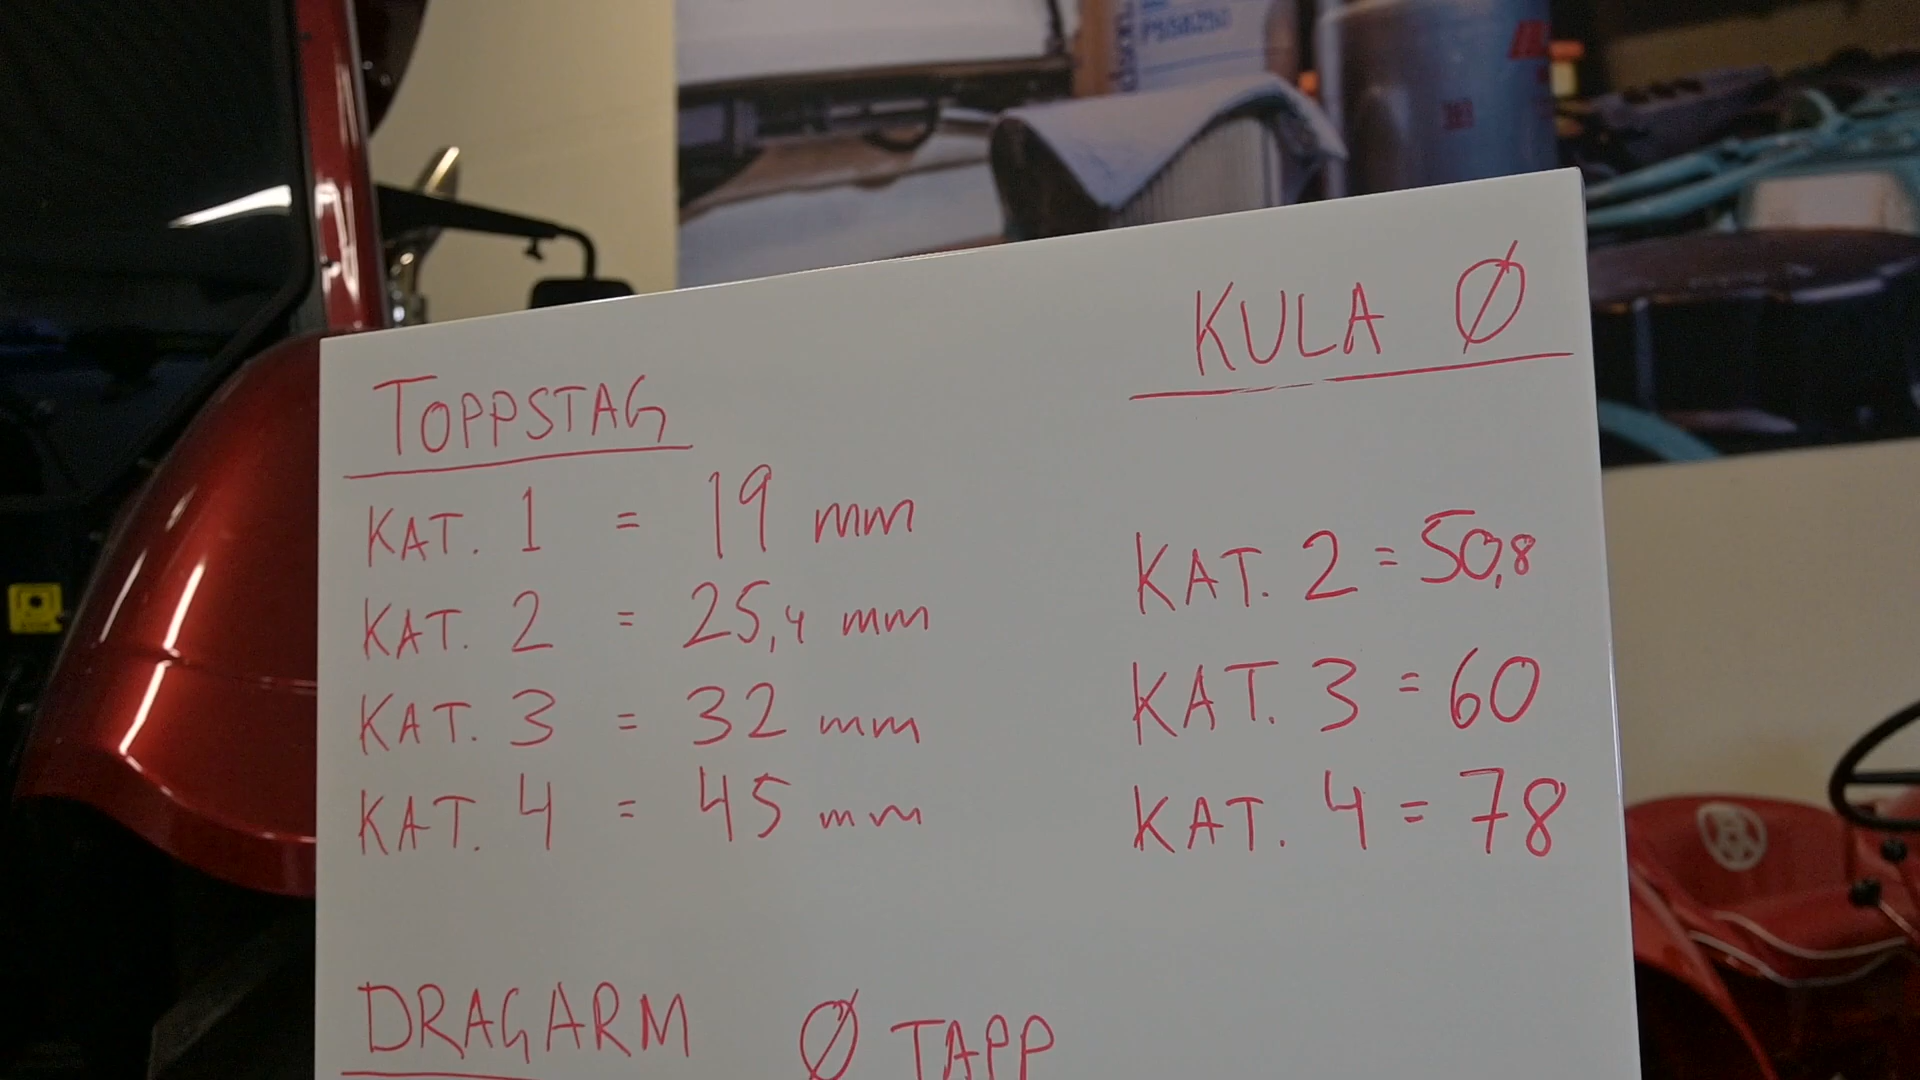 P558250
TOPPSTAG
KAT. 1 = 19 mm
KAT. 2 = 25,4 mm
KAT. 3 = 32 mm
KAT. 4 = 45 mm
KULA Ø
KAT. 2 = 50,8
KAT. 3 = 60
KAT. 4 = 78
DRAGARM Ø TAPP